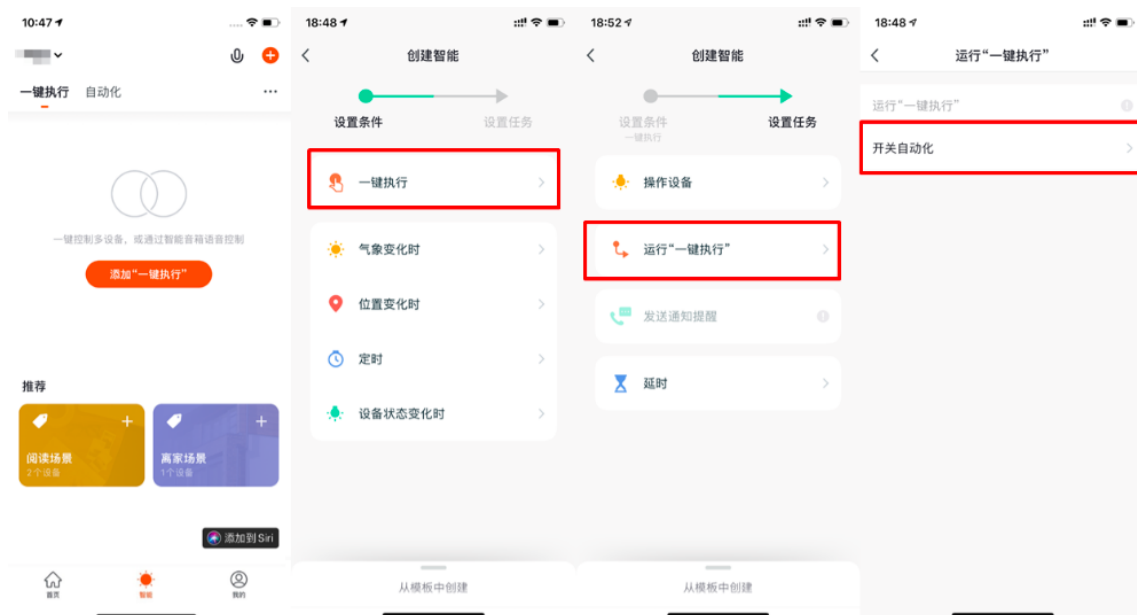 10:47
一键执行 自动化
一键控制多设备，或通过智能音箱语音控制
添加“一键执行”
推荐
阅读场景
2个设备
离家场景
1个设备
添加到 Siri
首页 智能 我的
18:48
创建智能
设置条件 设置任务
一键执行
气象变化时
位置变化时
定时
设备状态变化时
从模板中创建
18:52
创建智能
设置条件 设置任务
一键执行
操作设备
运行“一键执行”
发送通知提醒
延时
从模板中创建
18:48
运行“一键执行”
运行“一键执行”
开关自动化